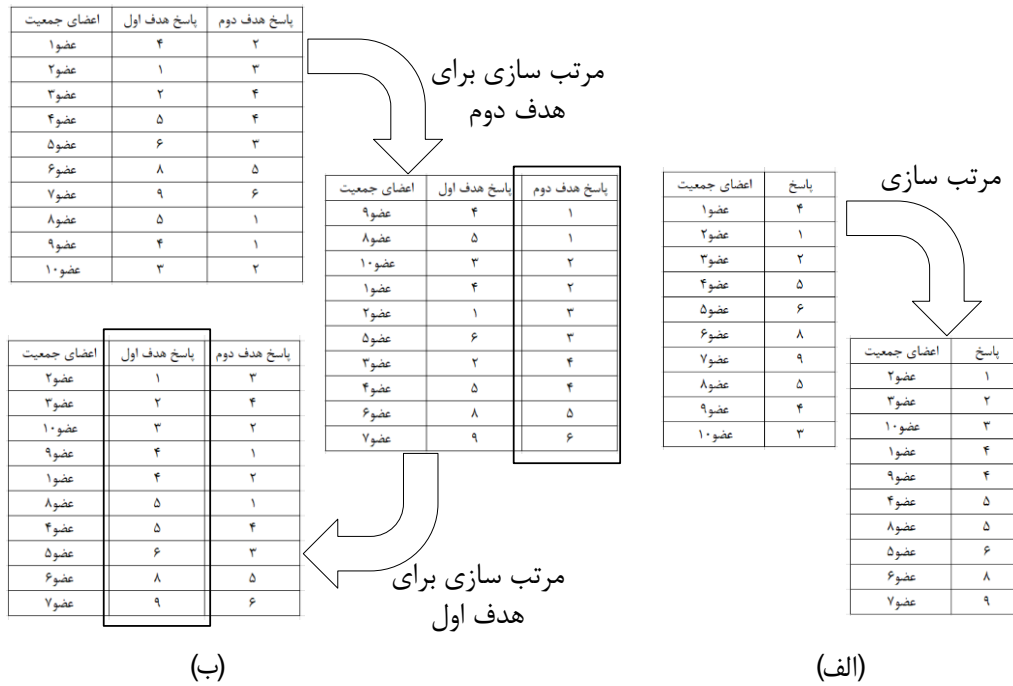 اعضای جمعیت پاسخ هدف اول پاسخ هدف دوم
عضو۱ ۴ ۲
عضو۲ ۱ ۳
عضو۳ ۲ ۴
عضو۴ ۵ ۴
عضو۵ ۶ ۳
عضو۶ ۸ ۵
عضو۷ ۹ ۶
عضو۸ ۵ ۱
عضو۹ ۴ ۱
عضو۱۰ ۳ ۲
مرتب سازی برای
هدف دوم
اعضای جمعیت پاسخ هدف اول پاسخ هدف دوم
عضو۹ ۴ ۱
عضو۸ ۵ ۱
عضو۱۰ ۳ ۲
عضو۱ ۴ ۲
عضو۲ ۱ ۳
عضو۵ ۶ ۳
عضو۳ ۲ ۴
عضو۴ ۵ ۴
عضو۶ ۸ ۵
عضو۷ ۹ ۶
مرتب سازی برای
هدف اول
اعضای جمعیت پاسخ هدف اول پاسخ هدف دوم
عضو۲ ۱ ۳
عضو۳ ۲ ۴
عضو۱۰ ۳ ۲
عضو۹ ۴ ۱
عضو۱ ۴ ۲
عضو۸ ۵ ۱
عضو۴ ۵ ۴
عضو۵ ۶ ۳
عضو۶ ۸ ۵
عضو۷ ۹ ۶
(ب)
اعضای جمعیت پاسخ
عضو۱ ۴
عضو۲ ۱
عضو۳ ۲
عضو۴ ۵
عضو۵ ۶
عضو۶ ۸
عضو۷ ۹
عضو۸ ۵
عضو۹ ۴
عضو۱۰ ۳
مرتب سازی
اعضای جمعیت پاسخ
عضو۲ ۱
عضو۳ ۲
عضو۱۰ ۳
عضو۱ ۴
عضو۹ ۴
عضو۴ ۵
عضو۸ ۵
عضو۵ ۶
عضو۶ ۸
عضو۷ ۹
(الف)